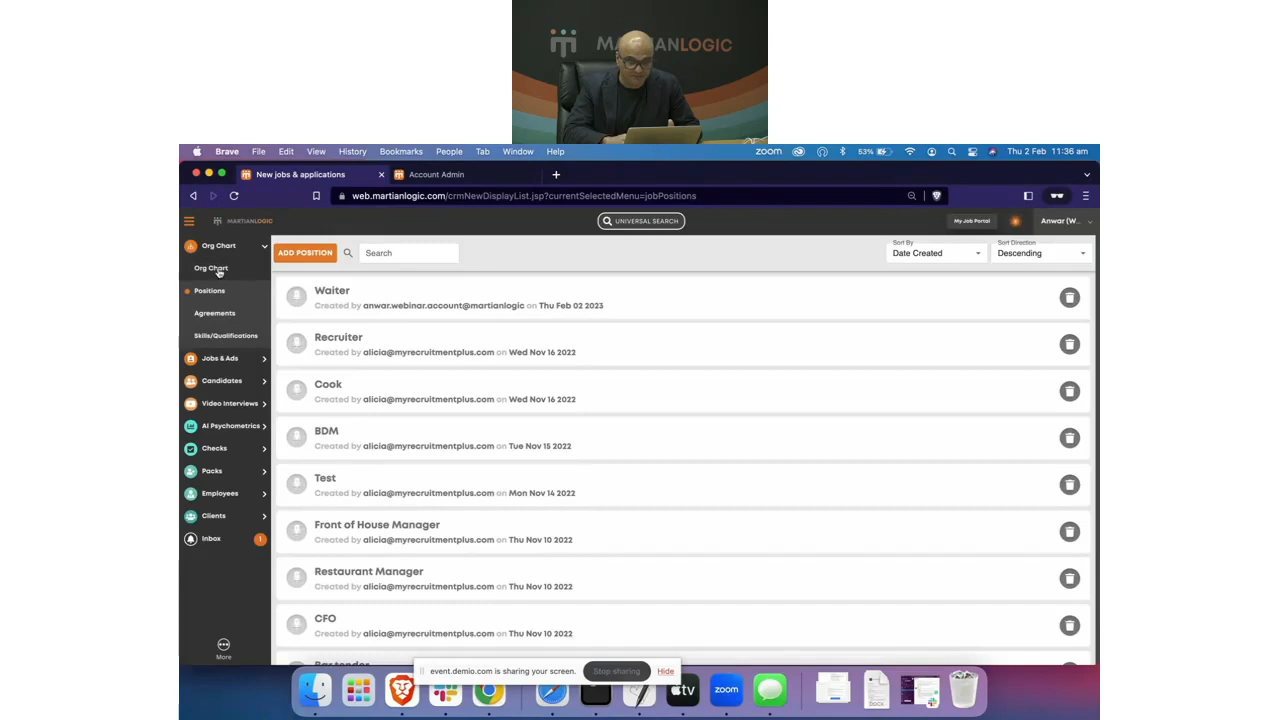 MARTIANLOGIC
Brave File Edit View History Bookmarks People Tab Window Help
zoom 53% Thu 2 Feb 11:36 am
New jobs & applications
Account Admin
web.martianlogic.com/crmNewDisplayList.jsp?currentSelectedMenu=jobPositions
MARTIANLOGIC
UNIVERSAL SEARCH
My Job Portal
Anwar (W...
Org Chart
Org Chart
Positions
Agreements
Skills/Qualifications
Jobs & Ads
Candidates
Video Interviews
AI Psychometrics
Checks
Packs
Employees
Clients
Inbox 1
More
ADD POSITION
Search
Sort By
Date Created
Sort Direction
Descending
Waiter
Created by anwar.webinar.account@martianlogic on Thu Feb 02 2023
Recruiter
Created by alicia@myrecruitmentplus.com on Wed Nov 16 2022
Cook
Created by alicia@myrecruitmentplus.com on Wed Nov 16 2022
BDM
Created by alicia@myrecruitmentplus.com on Tue Nov 15 2022
Test
Created by alicia@myrecruitmentplus.com on Mon Nov 14 2022
Front of House Manager
Created by alicia@myrecruitmentplus.com on Thu Nov 10 2022
Restaurant Manager
Created by alicia@myrecruitmentplus.com on Thu Nov 10 2022
CFO
Created by alicia@myrecruitmentplus.com on Thu Nov 10 2022
Bartender
event.demio.com is sharing your screen.
Stop sharing
Hide
tv
zoom
DOCX